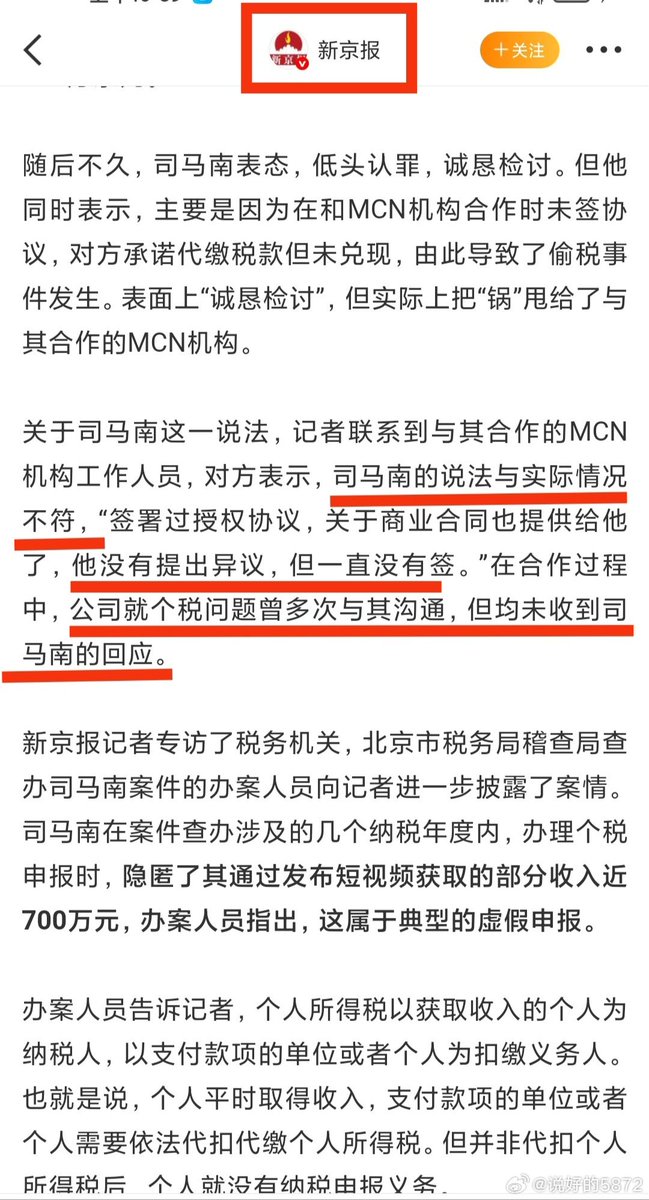 新京报
+关注
随后不久，司马南表态，低头认罪，诚恳检讨。但他
同时表示，主要是因为在和MCN机构合作时未签协
议，对方承诺代缴税款但未兑现，由此导致了偷税事
件发生。表面上“诚恳检讨”，但实际上把“锅”甩给了与
其合作的MCN机构。
关于司马南这一说法，记者联系到与其合作的MCN
机构工作人员，对方表示，司马南的说法与实际情况
不符，“签署过授权协议，关于商业合同也提供给他
了，他没有提出异议，但一直没有签。”在合作过程
中，公司就个税问题曾多次与其沟通，但均未收到司
马南的回应。
新京报记者专访了税务机关，北京市税务局稽查局查
办司马南案件的办案人员向记者进一步披露了案情。
司马南在案件查办涉及的几个纳税年度内，办理个税
申报时，隐匿了其通过发布短视频获取的部分收入近
700万元，办案人员指出，这属于典型的虚假申报。
办案人员告诉记者，个人所得税以获取收入的个人为
纳税人，以支付款项的单位或者个人为扣缴义务人。
也就是说，个人平时取得收入，支付款项的单位或者
个人需要依法代扣代缴个人所得税。但并非代扣个人
所得税后，个人就没有纳税申报义务。
@说好的5872